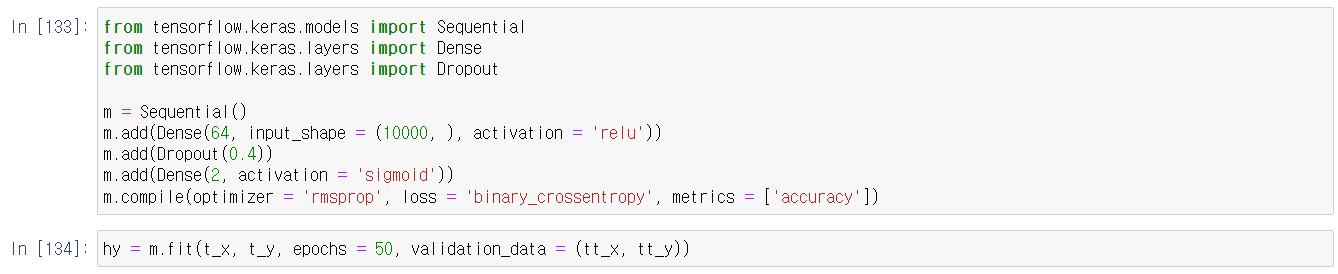 In [133]: from tensorflow.keras.models import Sequential
from tensorflow.keras.layers import Dense
from tensorflow.keras.layers import Dropout
m = Sequential()
m.add(Dense(64, input_shape = (10000, ), activation = 'relu'))
m.add(Dropout(0.4))
m.add(Dense(2, activation = 'sigmoid'))
m.compile(optimizer = 'rmsprop', loss = 'binary_crossentropy', metrics = ['accuracy'])
In [134]: hy = m.fit(t_x, t_y, epochs = 50, validation_data = (tt_x, tt_y))